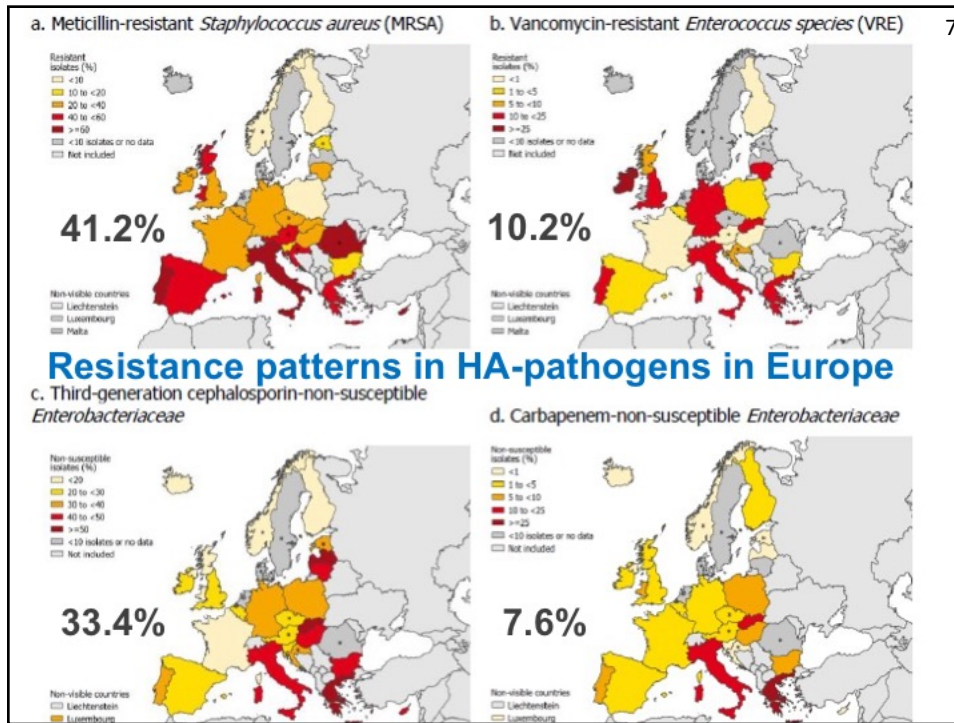 a. Meticillin-resistant Staphylococcus aureus (MRSA)
Resistant
isolates (%)
<10
10 to <20
20 to <40
40 to <60
>=60
<10 isolates or no data
Not included
41.2%
Non-visible countries
Liechtenstein
Luxembourg
Malta
b. Vancomycin-resistant Enterococcus species (VRE)
7
Resistant
isolates (%)
<1
1 to <5
5 to <10
10 to <25
>=25
<10 isolates or no data
Not included
10.2%
Non-visible countries
Liechtenstein
Luxembourg
Malta
Resistance patterns in HA-pathogens in Europe
c. Third-generation cephalosporin-non-susceptible
Enterobacteriaceae
Non-susceptible
isolates (%)
<20
20 to <30
30 to <40
40 to <50
>=50
<10 isolates or no data
Not included
33.4%
Non-visible countries
Liechtenstein
Luxembourg
d. Carbapenem-non-susceptible Enterobacteriaceae
Non-susceptible
isolates (%)
<1
1 to <5
5 to <10
10 to <25
>=25
<10 isolates or no data
Not included
7.6%
Non-visible countries
Liechtenstein
Luxembourg